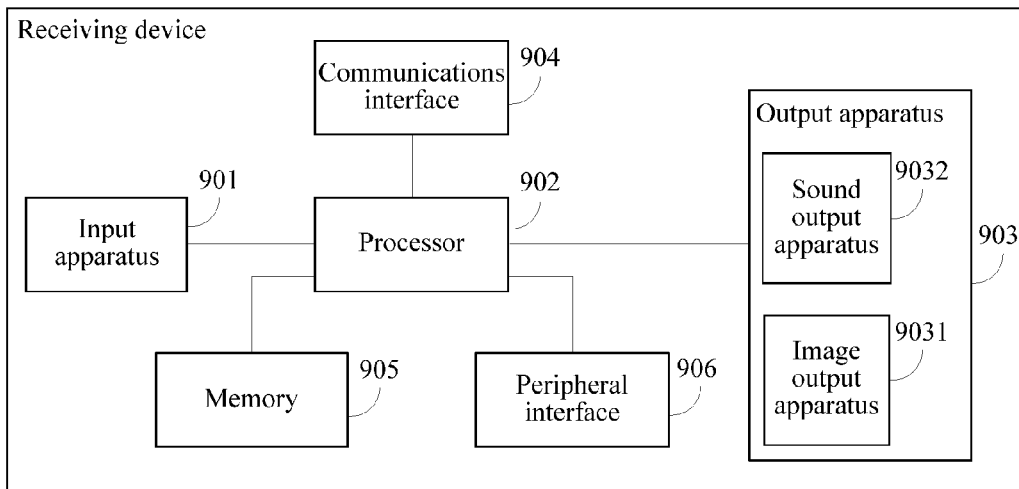 Receiving device
Communications
interface
904
Output apparatus
901
902
Input
apparatus
Processor
Sound
output
apparatus
9032
903
Memory
905
Peripheral
interface
906
Image
output
apparatus
9031